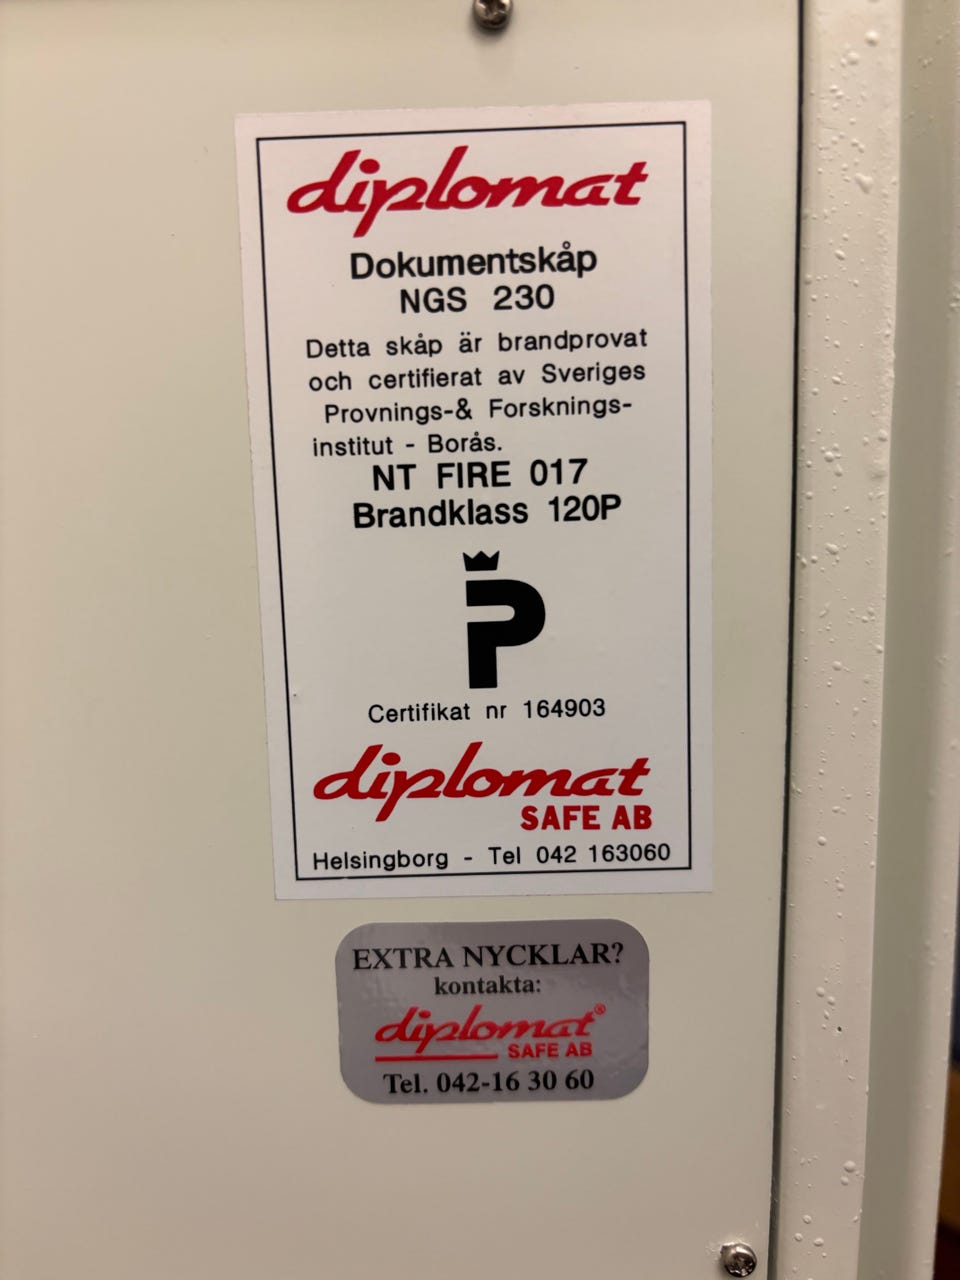 diplomat
Dokumentskåp
NGS 230
Detta skåp är brandprovat
och certifierat av Sveriges
Provnings-& Forsknings-
institut - Borås.
NT FIRE 017
Brandklass 120P
P
Certifikat nr 164903
diplomat
SAFE AB
Helsingborg - Tel 042 163060
EXTRA NYCKLAR?
kontakta:
diplomat®
SAFE AB
Tel. 042-16 30 60